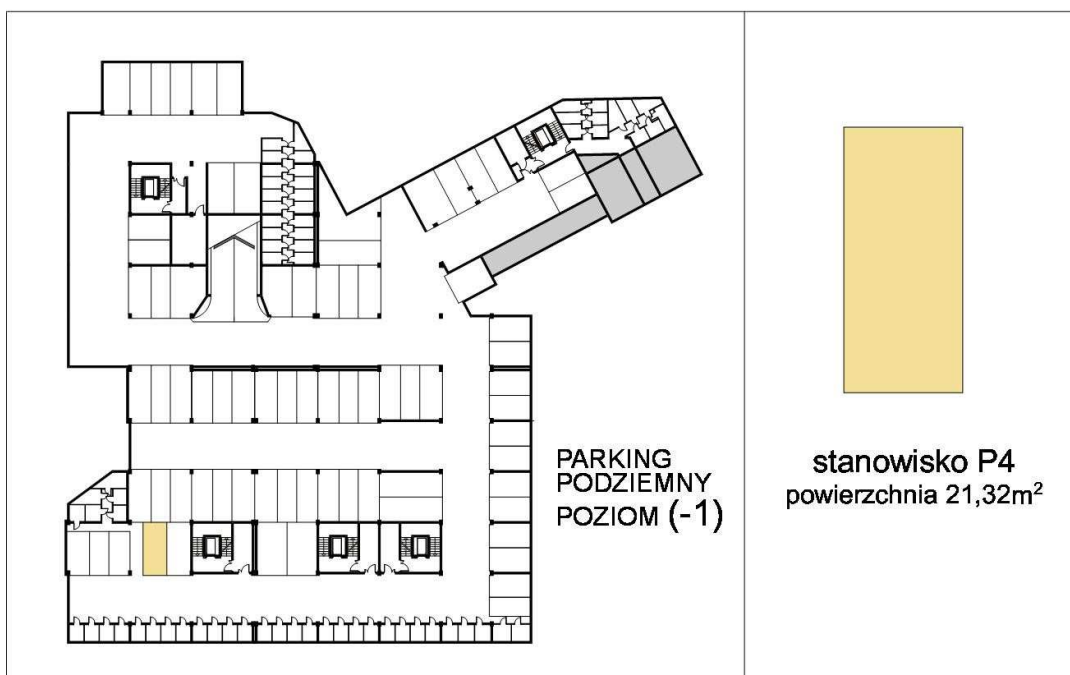 PARKING
PODZIEMNY
POZIOM (-1)
stanowisko P4
powierzchnia 21,32m²